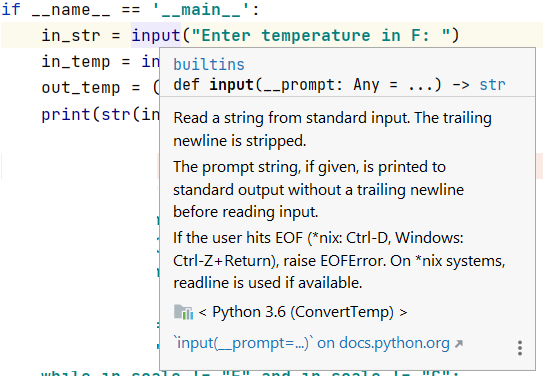 if __name__ == '__main__':
in_str = input("Enter temperature in F: ")
in_temp = in
out_temp = (
print(str(in
builtins
def input(__prompt: Any = ...) -> str
Read a string from standard input. The trailing
newline is stripped.
The prompt string, if given, is printed to
standard output without a trailing newline
before reading input.
If the user hits EOF (*nix: Ctrl-D, Windows:
Ctrl-Z+Return), raise EOFError. On *nix systems,
readline is used if available.
< Python 3.6 (ConvertTemp) >
`input(__prompt=...)` on docs.python.org
while in_scale != "F" and in_scale != "C":